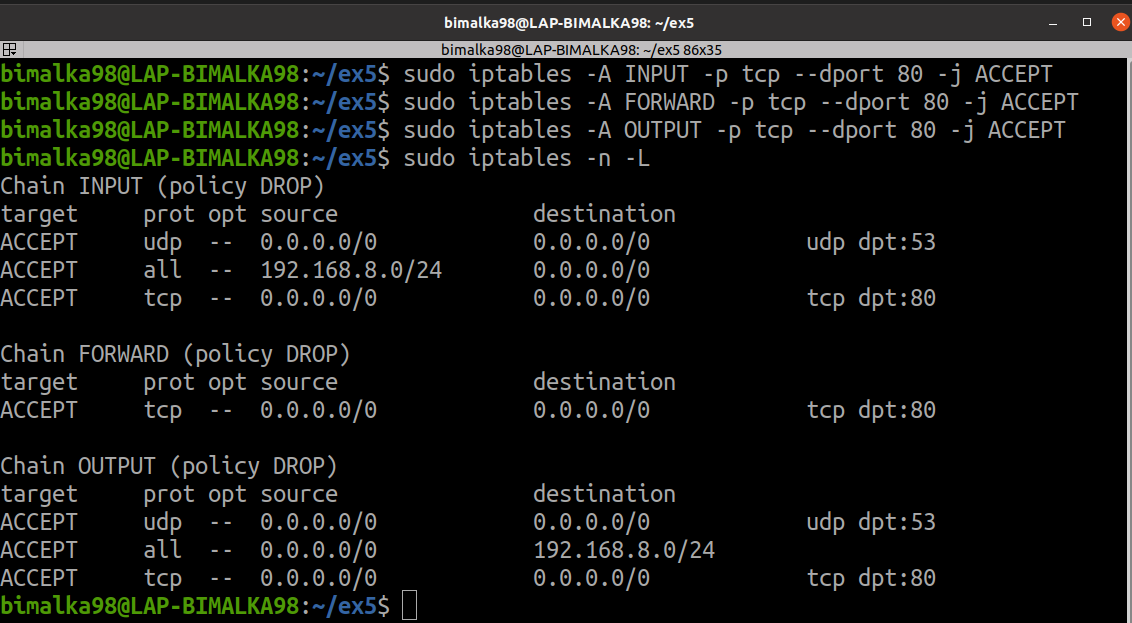 bimalka98@LAP-BIMALKA98: ~/ex5
bimalka98@LAP-BIMALKA98: ~/ex5 86x35
bimalka98@LAP-BIMALKA98:~/ex5$ sudo iptables -A INPUT -p tcp --dport 80 -j ACCEPT
bimalka98@LAP-BIMALKA98:~/ex5$ sudo iptables -A FORWARD -p tcp --dport 80 -j ACCEPT
bimalka98@LAP-BIMALKA98:~/ex5$ sudo iptables -A OUTPUT -p tcp --dport 80 -j ACCEPT
bimalka98@LAP-BIMALKA98:~/ex5$ sudo iptables -n -L
Chain INPUT (policy DROP)
target     prot opt source               destination
ACCEPT     udp  --  0.0.0.0/0            0.0.0.0/0            udp dpt:53
ACCEPT     all  --  192.168.8.0/24       0.0.0.0/0
ACCEPT     tcp  --  0.0.0.0/0            0.0.0.0/0            tcp dpt:80

Chain FORWARD (policy DROP)
target     prot opt source               destination
ACCEPT     tcp  --  0.0.0.0/0            0.0.0.0/0            tcp dpt:80

Chain OUTPUT (policy DROP)
target     prot opt source               destination
ACCEPT     udp  --  0.0.0.0/0            0.0.0.0/0            udp dpt:53
ACCEPT     all  --  0.0.0.0/0            192.168.8.0/24
ACCEPT     tcp  --  0.0.0.0/0            0.0.0.0/0            tcp dpt:80
bimalka98@LAP-BIMALKA98:~/ex5$